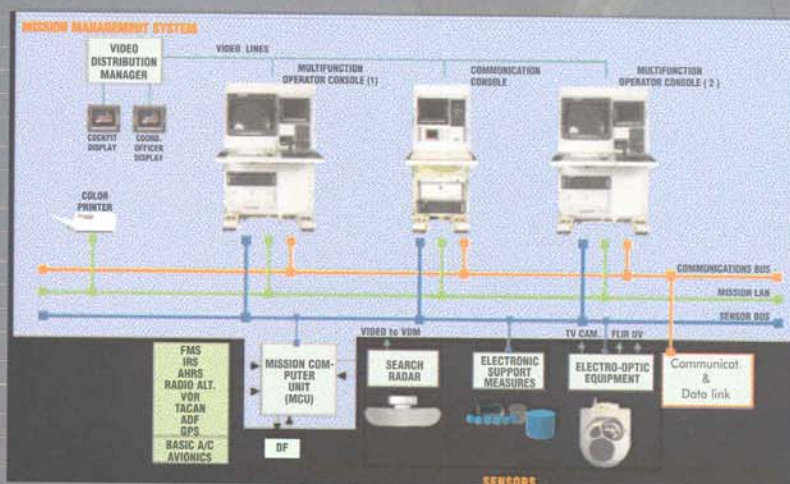 MISSION MANAGEMENT SYSTEM
VIDEO
DISTRIBUTION
MANAGER
VIDEO LINES
MULTIFUNCTION
OPERATOR CONSOLE (1)
COMMUNICATION
CONSOLE
MULTIFUNCTION
OPERATOR CONSOLE ( 2 )
COCKPIT
DISPLAY
COORD.
OFFICER
DISPLAY
COLOR
PRINTER
COMMUNICATIONS BUS
MISSION LAN
SENSOR BUS
VIDEO to VDM
TV CAM.
FLIR DV
FMS
IRS
AHRS
RADIO ALT.
VOR
TACAN
ADF
GPS
BASIC A/C
AVIONICS
MISSION COM-
PUTER
UNIT
(MCU)
DF
SEARCH
RADAR
ELECTRONIC
SUPPORT
MEASURES
ELECTRO-OPTIC
EQUIPMENT
Communicat.
&
Data link
SENSORS